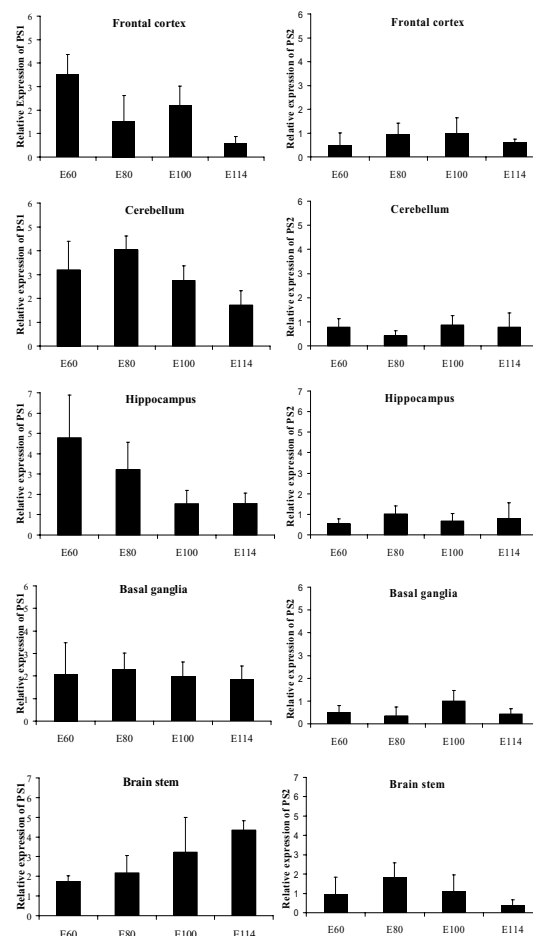 Frontal cortex
Relative Expression of PS1
6
5
4
3
2
1
0
E60 E80 E100 E114
Frontal cortex
Relative expression of PS2
6
5
4
3
2
1
0
E60 E80 E100 E114
Cerebellum
Relative expression of PS1
6
5
4
3
2
1
0
E60 E80 E100 E114
Cerebellum
Relative expression of PS2
6
5
4
3
2
1
0
E60 E80 E100 E114
Hippocampus
Relative expression of PS1
7
6
5
4
3
2
1
0
E60 E80 E100 E114
Hippocampus
Relative expression of PS2
7
6
5
4
3
2
1
0
E60 E80 E100 E114
Basal ganglia
Relative expression of PS1
6
5
4
3
2
1
0
E60 E80 E100 E114
Basal ganglia
Relative expression of PS2
6
5
4
3
2
1
0
E60 E80 E100 E114
Brain stem
Relative expression of PS1
7
6
5
4
3
2
1
0
E60 E80 E100 E114
Brain stem
Relative expression of PS2
7
6
5
4
3
2
1
0
E60 E80 E100 E114